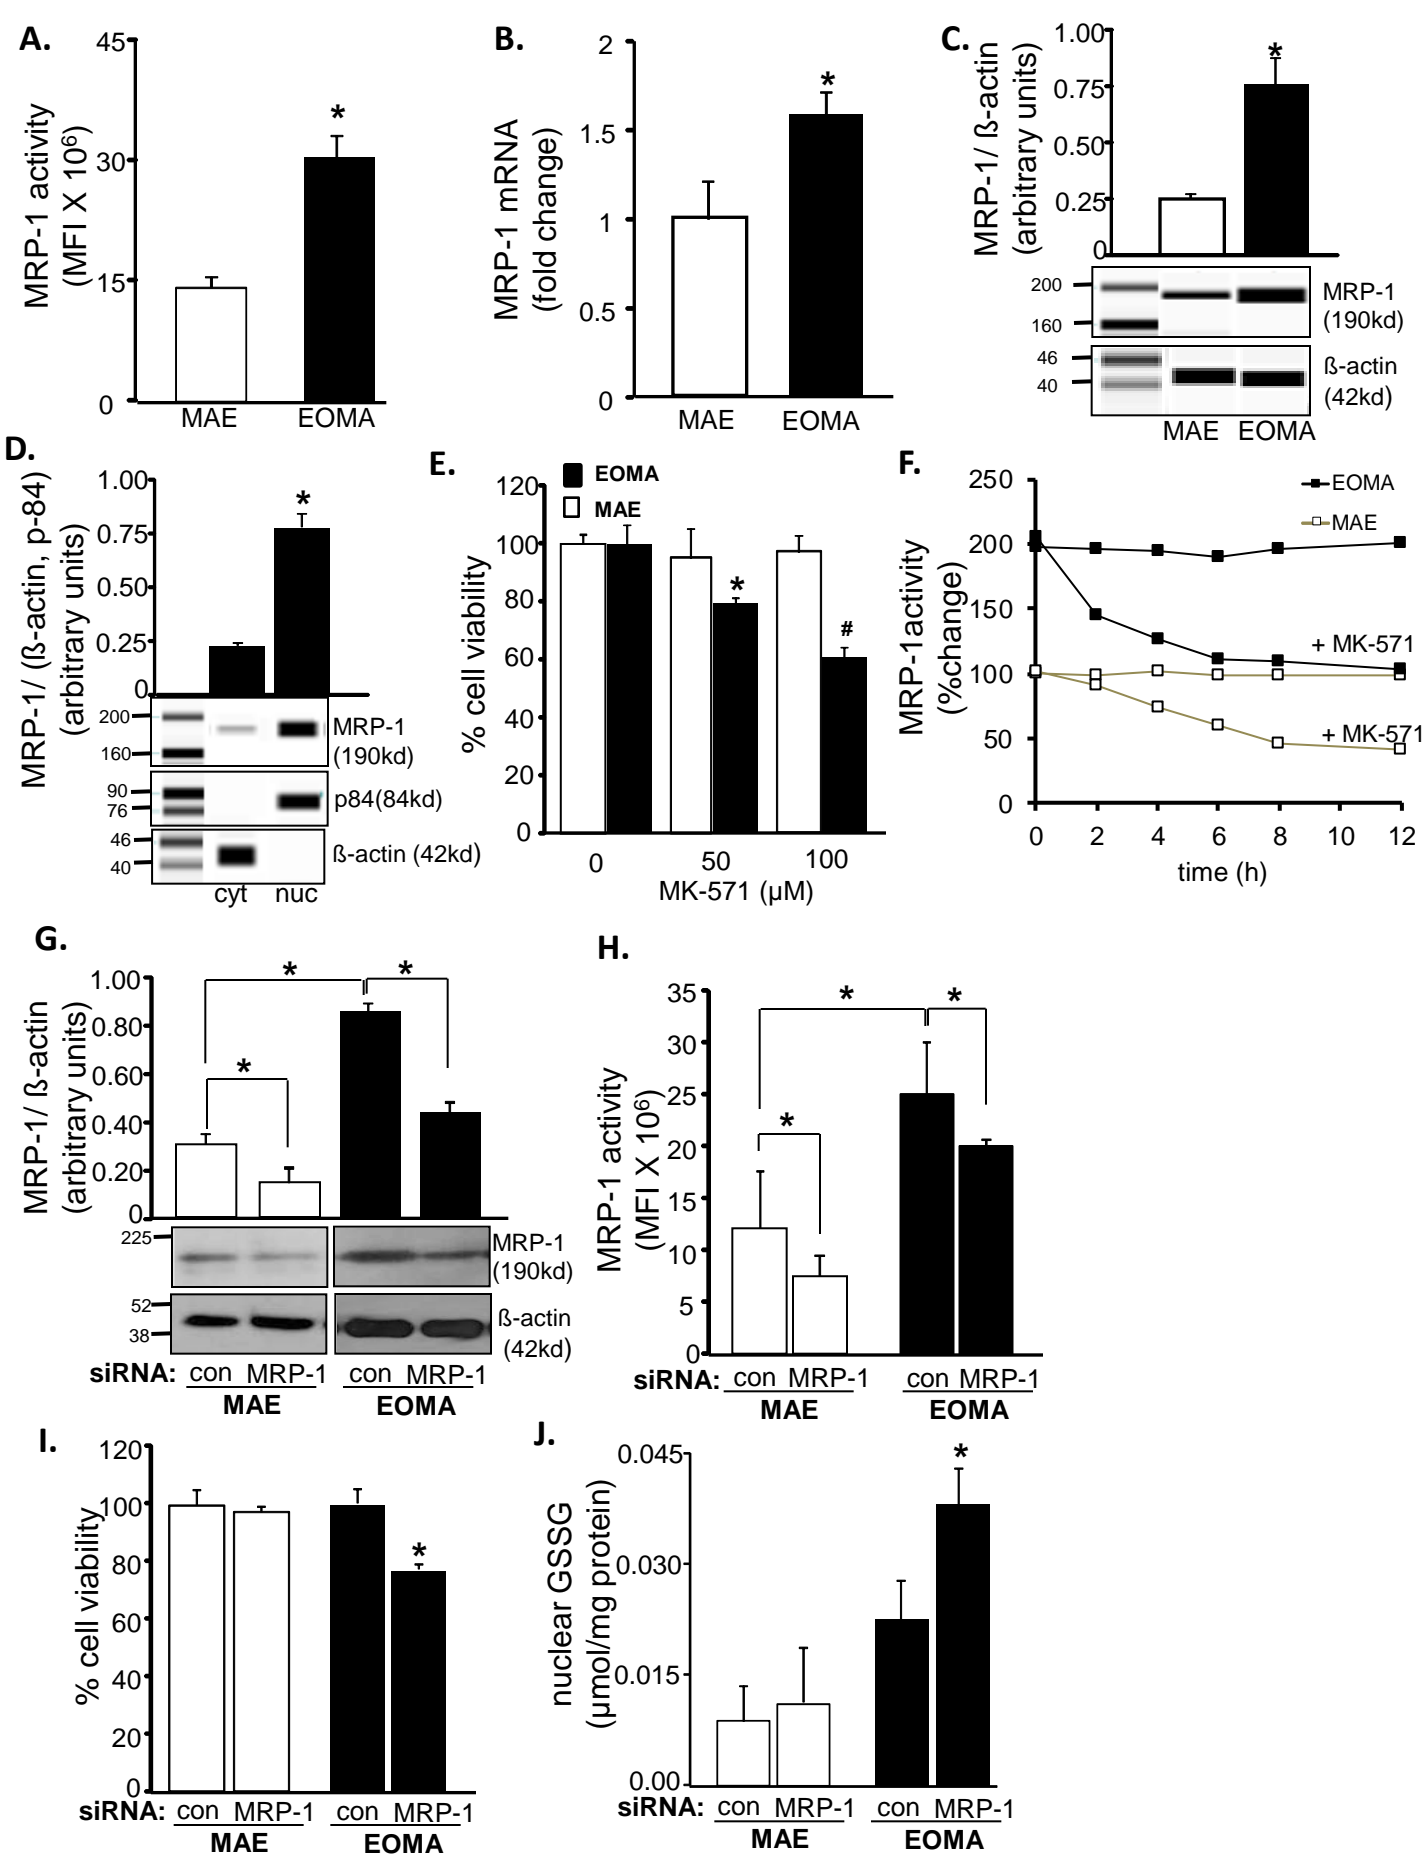 A.
MRP-1 activity
(MFI X 10⁶)
45
30
15
0
*
MAE EOMA
B.
MRP-1 mRNA
(fold change)
2
1.5
1
0.5
0
*
MAE EOMA
C.
MRP-1/ ß-actin
(arbitrary units)
1.00
0.75
0.50
0.25
0
*
200
160
MRP-1
(190kd)
46
40
ß-actin
(42kd)
MAE EOMA
D.
MRP-1/ (ß-actin, p-84)
(arbitrary units)
1.00
0.75
0.50
0.25
0
*
200
160
MRP-1
(190kd)
90
76
p84(84kd)
46
40
ß-actin (42kd)
cyt nuc
E.
EOMA
MAE
% cell viability
120
100
80
60
40
20
0
*
#
0 50 100
MK-571 (µM)
F.
MRP-1activity
(%change)
250
200
150
100
50
0
EOMA
MAE
+ MK-571
+ MK-571
0 2 4 6 8 10 12
time (h)
G.
MRP-1/ ß-actin
(arbitrary units)
1.00
0.80
0.60
0.40
0.20
0
* *
*
225
MRP-1
(190kd)
52
38
ß-actin
(42kd)
siRNA: con MRP-1 con MRP-1
MAE EOMA
H.
MRP-1 activity
(MFI X 10⁶)
35
30
25
20
15
10
5
0
* *
*
siRNA: con MRP-1 con MRP-1
MAE EOMA
I.
% cell viability
120
100
80
60
40
20
0
*
siRNA: con MRP-1 con MRP-1
MAE EOMA
J.
nuclear GSSG
(µmol/mg protein)
0.045
0.030
0.015
0.00
*
siRNA: con MRP-1 con MRP-1
MAE EOMA